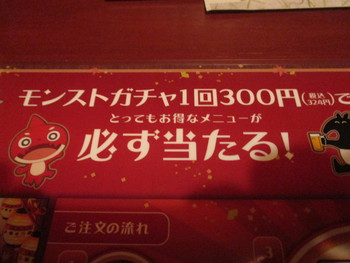 モンストガチャ1回300円(税込324円)で
とってもお得なメニューが
必ず当たる!
ご注文の流れ